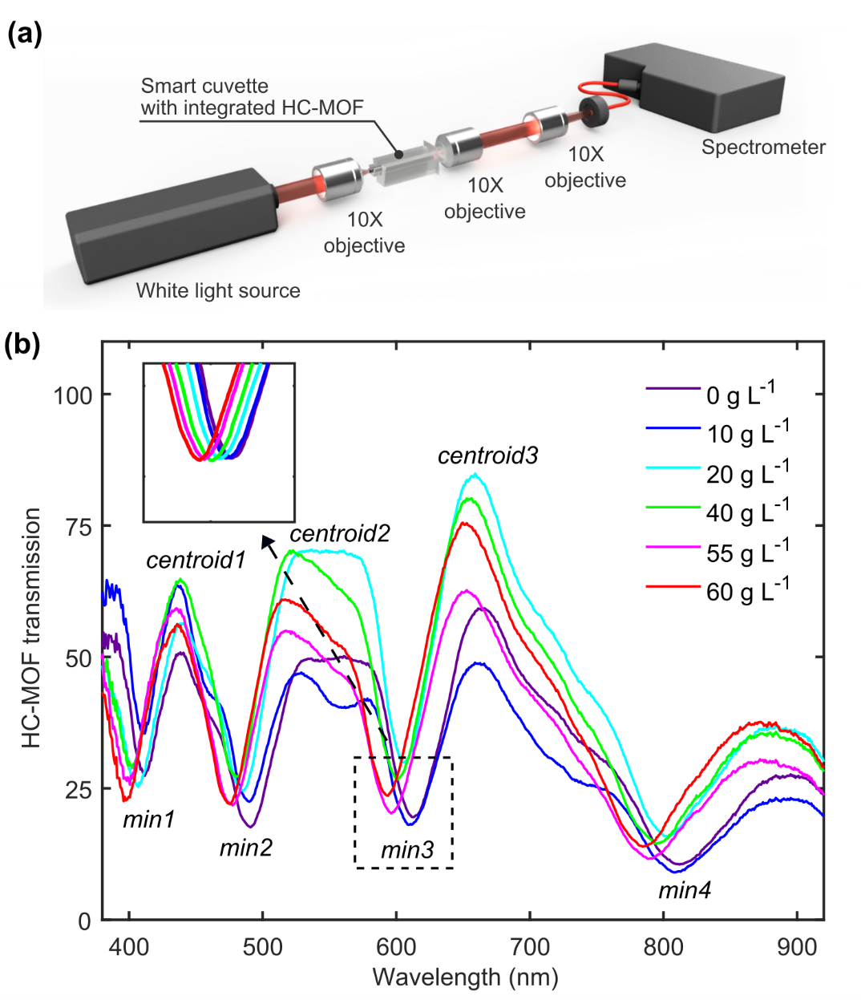 (a)
Smart cuvette
with integrated HC-MOF
Spectrometer
10X
objective
10X
objective
10X
objective
White light source
(b)
HC-MOF transmission
100
75
50
25
0
centroid1
centroid2
centroid3
min1
min2
min3
min4
0 g L⁻¹
10 g L⁻¹
20 g L⁻¹
40 g L⁻¹
55 g L⁻¹
60 g L⁻¹
400 500 600 700 800 900
Wavelength (nm)